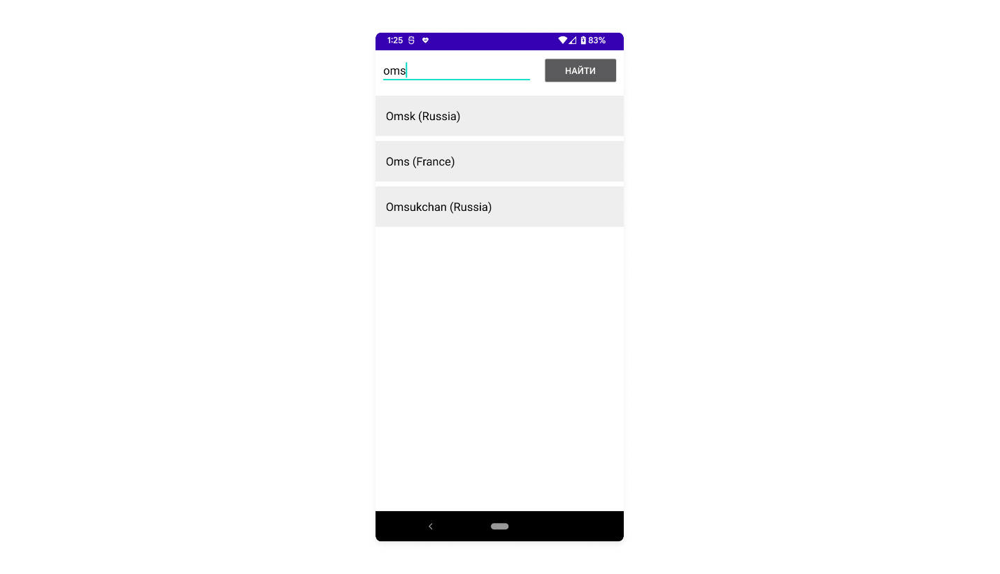 1:25 83%
oms НАЙТИ
Omsk (Russia)
Oms (France)
Omsukchan (Russia)